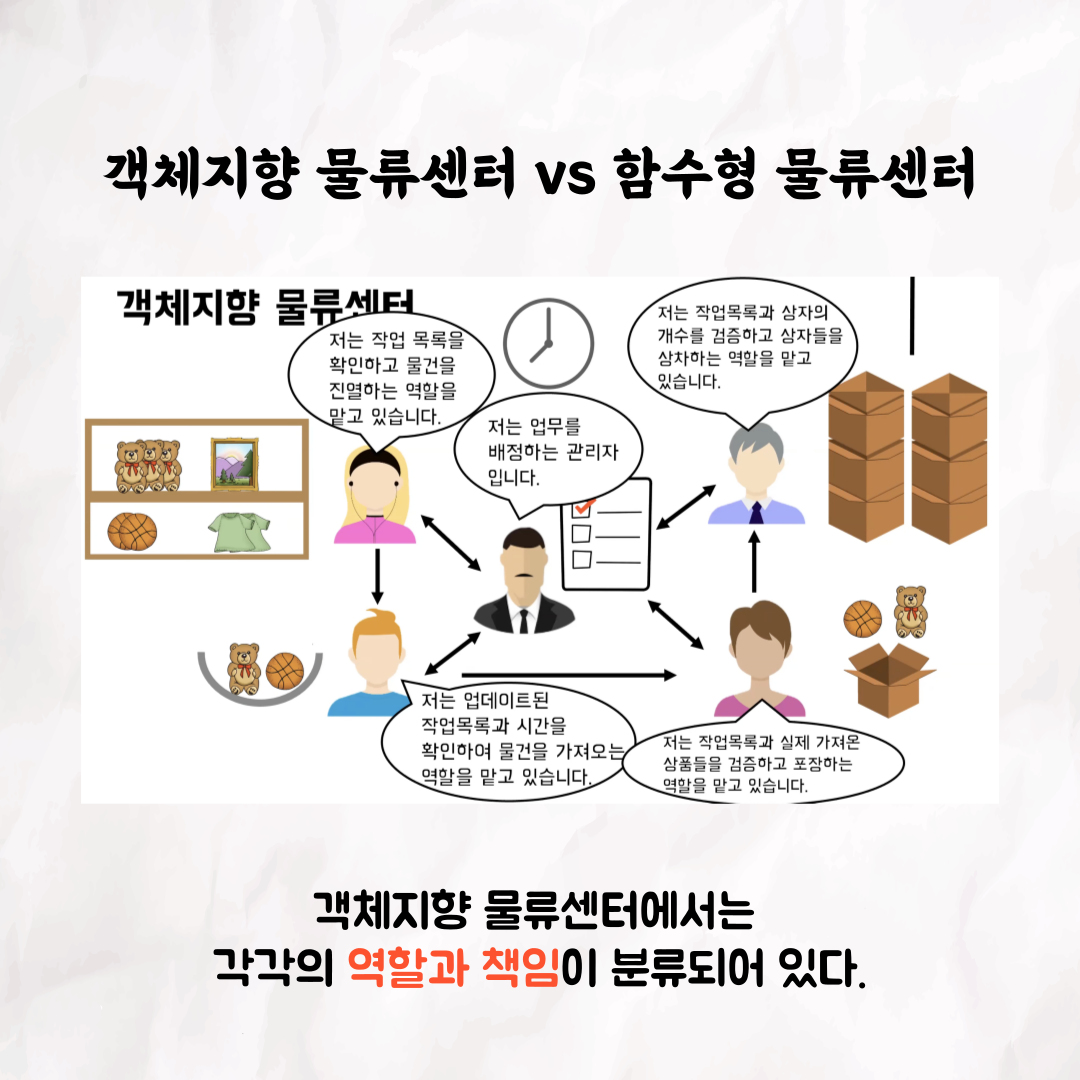 객체지향 물류센터 vs 함수형 물류센터
객체지향 물류센터
저는 작업 목록을
확인하고 물건을
진열하는 역할을
맡고 있습니다.
저는 업무를
배정하는 관리자
입니다.
저는 작업목록과 상자의
개수를 검증하고 상자들을
상차하는 역할을 맡고
있습니다.
저는 업데이트된
작업목록과 시간을
확인하여 물건을 가져오는
역할을 맡고 있습니다.
저는 작업목록과 실제 가져온
상품들을 검증하고 포장하는
역할을 맡고 있습니다.
객체지향 물류센터에서는
각각의 역할과 책임이 분류되어 있다.